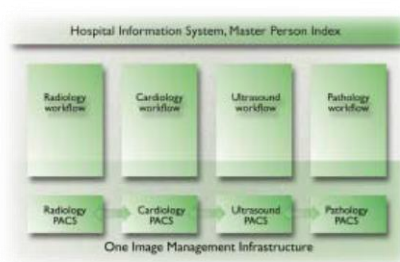 Hospital Information System, Master Person Index
Radiology
workflow
Cardiology
workflow
Ultrasound
workflow
Pathology
workflow
Radiology
PACS
Cardiology
PACS
Ultrasound
PACS
Pathology
PACS
One Image Management Infrastructure